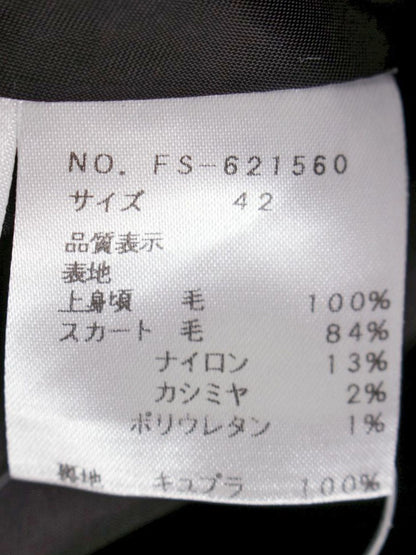 NO. FS-621560
サイズ 42
品質表示
表地
上身頃 毛 100%
スカート 毛 84%
ナイロン 13%
カシミヤ 2%
ポリウレタン 1%
裏地 キュプラ 100%